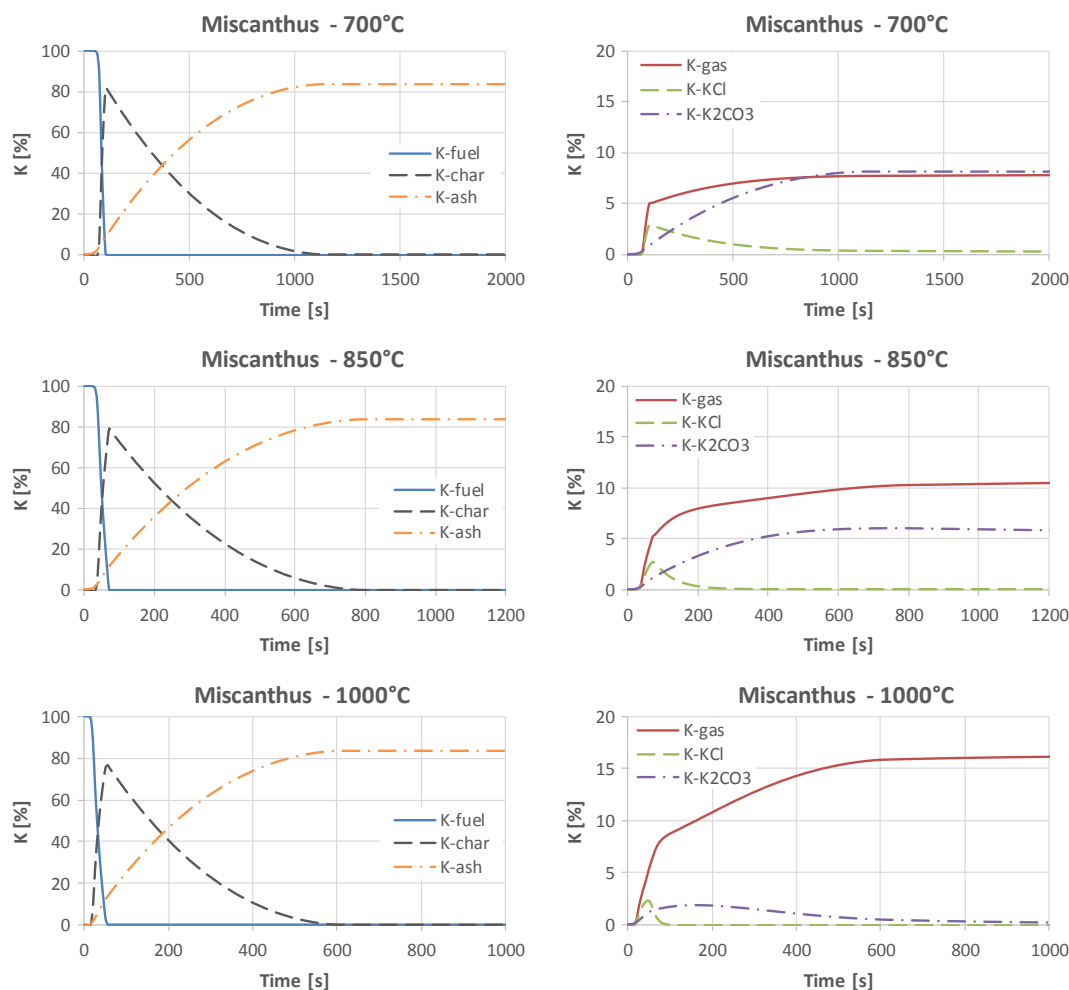 Miscanthus - 700°C
K [%]
100
80
60
40
20
0
K-fuel
K-char
K-ash
0 500 1000 1500 2000
Time [s]
Miscanthus - 700°C
K [%]
20
15
10
5
0
K-gas
K-KCl
K-K2CO3
0 500 1000 1500 2000
Time [s]
Miscanthus - 850°C
K [%]
100
80
60
40
20
0
K-fuel
K-char
K-ash
0 200 400 600 800 1000 1200
Time [s]
Miscanthus - 850°C
K [%]
20
15
10
5
0
K-gas
K-KCl
K-K2CO3
0 200 400 600 800 1000 1200
Time [s]
Miscanthus - 1000°C
K [%]
100
80
60
40
20
0
K-fuel
K-char
K-ash
0 200 400 600 800 1000
Time [s]
Miscanthus - 1000°C
K [%]
20
15
10
5
0
K-gas
K-KCl
K-K2CO3
0 200 400 600 800 1000
Time [s]